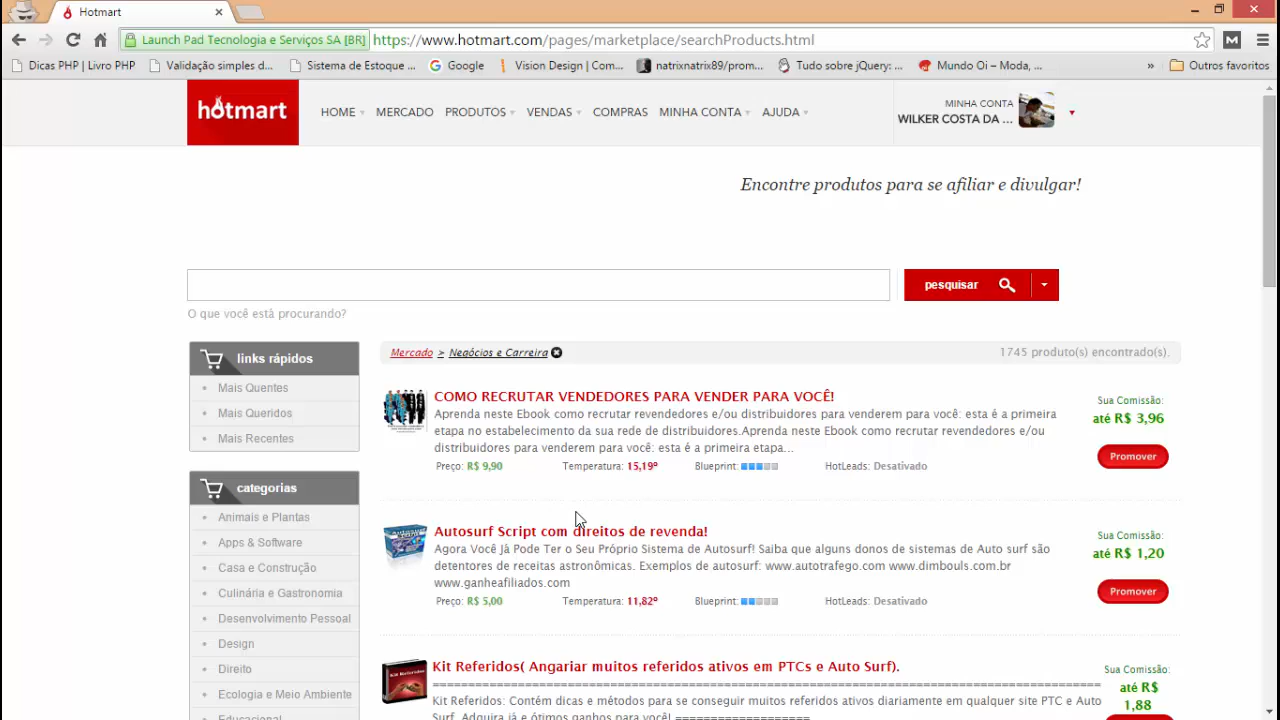 Hotmart
Launch Pad Tecnologia e Serviços SA [BR] https://www.hotmart.com/pages/marketplace/searchProducts.html
Dicas PHP | Livro PHP Validação simples d... Sistema de Estoque ... Google Vision Design | Com... natrixnatrix89/prom... Tudo sobre jQuery: ... Mundo Oi – Moda, ... » Outros favoritos
hotmart HOME MERCADO PRODUTOS VENDAS COMPRAS MINHA CONTA AJUDA
MINHA CONTA
WILKER COSTA DA ...
Encontre produtos para se afiliar e divulgar!
pesquisar
O que você está procurando?
links rápidos
Mais Quentes
Mais Queridos
Mais Recentes
categorias
Animais e Plantas
Apps & Software
Casa e Construção
Culinária e Gastronomia
Desenvolvimento Pessoal
Design
Direito
Ecologia e Meio Ambiente
Educacional
Mercado > Negócios e Carreira
1745 produto(s) encontrado(s).
COMO RECRUTAR VENDEDORES PARA VENDER PARA VOCÊ!
Aprenda neste Ebook como recrutar revendedores e/ou distribuidores para venderem para você: esta é a primeira
etapa no estabelecimento da sua rede de distribuidores.Aprenda neste Ebook como recrutar revendedores e/ou
distribuidores para venderem para você: esta é a primeira etapa...
Preço: R$ 9,90 Temperatura: 15,19º Blueprint: HotLeads: Desativado
Sua Comissão:
até R$ 3,96
Promover
Autosurf Script com direitos de revenda!
Agora Você Já Pode Ter o Seu Próprio Sistema de Autosurf! Saiba que alguns donos de sistemas de Auto surf são
detentores de receitas astronômicas. Exemplos de autosurf: www.autotrafego.com www.dimbouls.com.br
www.ganheafiliados.com
Preço: R$ 5,00 Temperatura: 11,82º Blueprint: HotLeads: Desativado
Sua Comissão:
até R$ 1,20
Promover
Kit Referidos( Angariar muitos referidos ativos em PTCs e Auto Surf).
Kit Referidos: Contém dicas e métodos para se conseguir muitos referidos ativos diariamente em qualquer site PTC e Auto
Surf. Adquira já e ótimos ganhos para você! ===================
Sua Comissão:
até R$
1,88